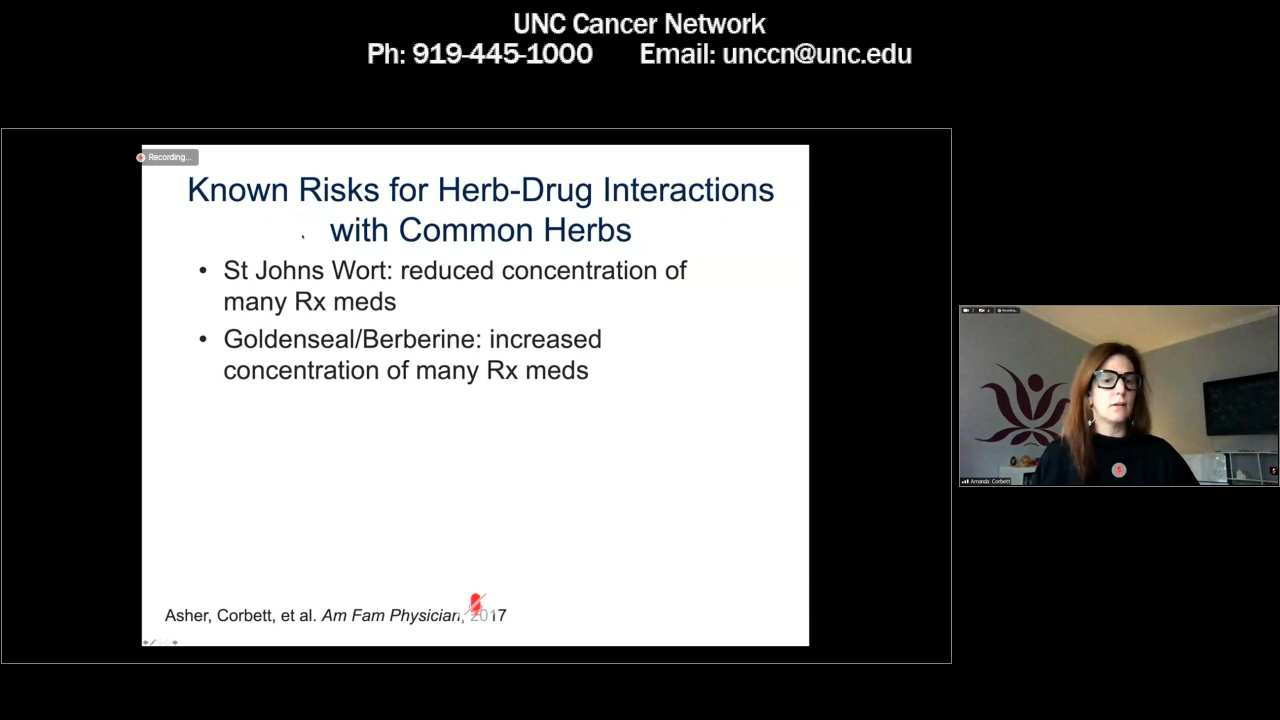 UNC Cancer Network
Ph: 919-445-1000 Email: unccn@unc.edu
Recording...
Known Risks for Herb-Drug Interactions
with Common Herbs
• St Johns Wort: reduced concentration of
many Rx meds
• Goldenseal/Berberine: increased
concentration of many Rx meds
Asher, Corbett, et al. Am Fam Physician, 2017
Recording...
Amanda Corbett